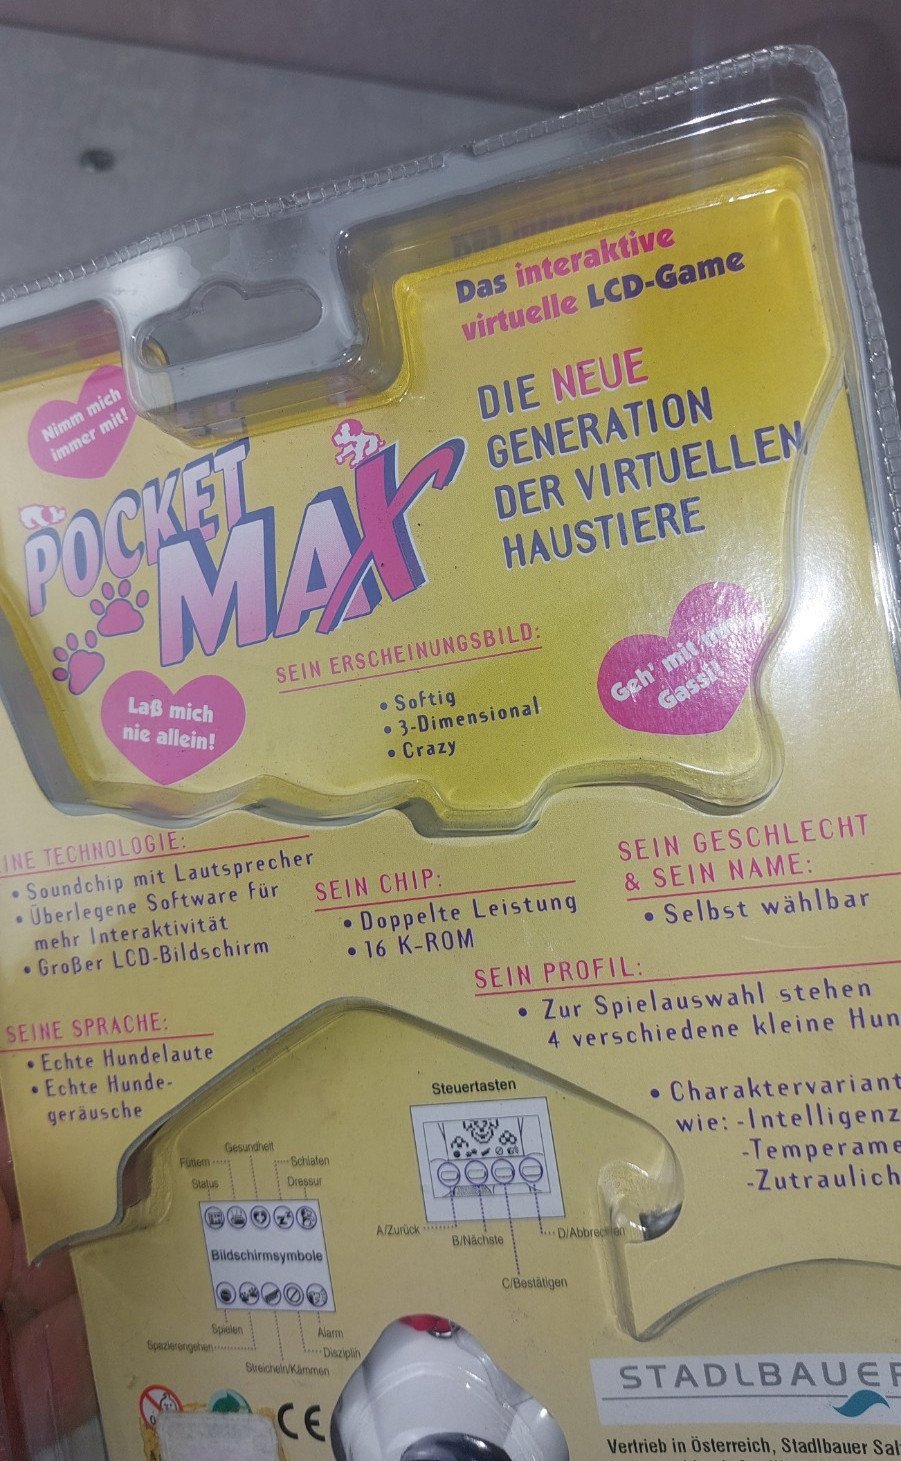 Das interaktive
virtuelle LCD-Game
DIE NEUE
GENERATION
DER VIRTUELLEN
HAUSTIERE
Nimm mich
immer mit!
POCKET
MAX
Laß mich
nie allein!
SEIN ERSCHEINUNGSBILD:
• Softig
• 3-Dimensional
• Crazy
Geh' mit
Gassi!
INE TECHNOLOGIE:
• Soundchip mit Lautsprecher
• Überlegene Software für
mehr Interaktivität
• Großer LCD-Bildschirm
SEIN CHIP:
• Doppelte Leistung
• 16 K-ROM
SEIN GESCHLECHT
& SEIN NAME:
• Selbst wählbar
SEINE SPRACHE:
• Echte Hundelaute
• Echte Hunde-
geräusche
SEIN PROFIL:
• Zur Spielauswahl stehen
4 verschiedene kleine Hun
• Charaktervariant
wie: -Intelligenz
-Temperame
-Zutraulich
Gesundheit
Füttern
Schlafen
Status
Dressur
Bildschirmsymbole
Spielen
Alarm
Spazierengehen
Disziplin
Streicheln/Kämmen
Steuertasten
A/Zurück
D/Abbrechen
B/Nächste
C/Bestätigen
CE
STADLBAUER
Vertrieb in Österreich, Stadlbauer Sal